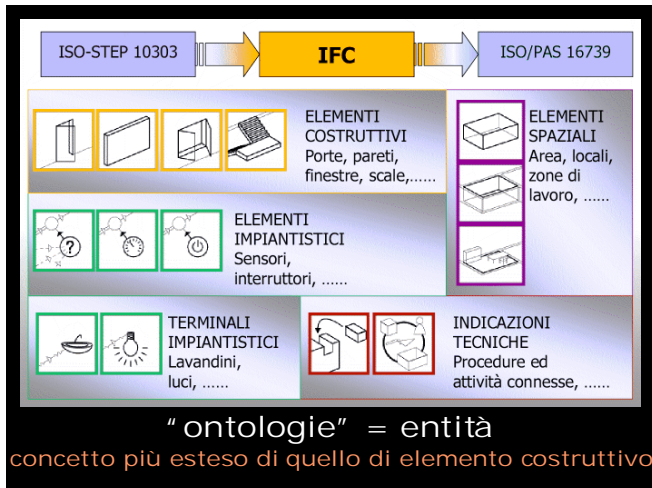 ISO-STEP 10303
IFC
ISO/PAS 16739
ELEMENTI
COSTRUTTIVI
Porte, pareti,
finestre, scale,......
ELEMENTI
SPAZIALI
Area, locali,
zone di
lavoro, ......
ELEMENTI
IMPIANTISTICI
Sensori,
interruttori, ......
?
TERMINALI
IMPIANTISTICI
Lavandini,
luci, ......
INDICAZIONI
TECNICHE
Procedure ed
attività connesse, ......
“ontologie” = entità
concetto più esteso di quello di elemento costruttivo